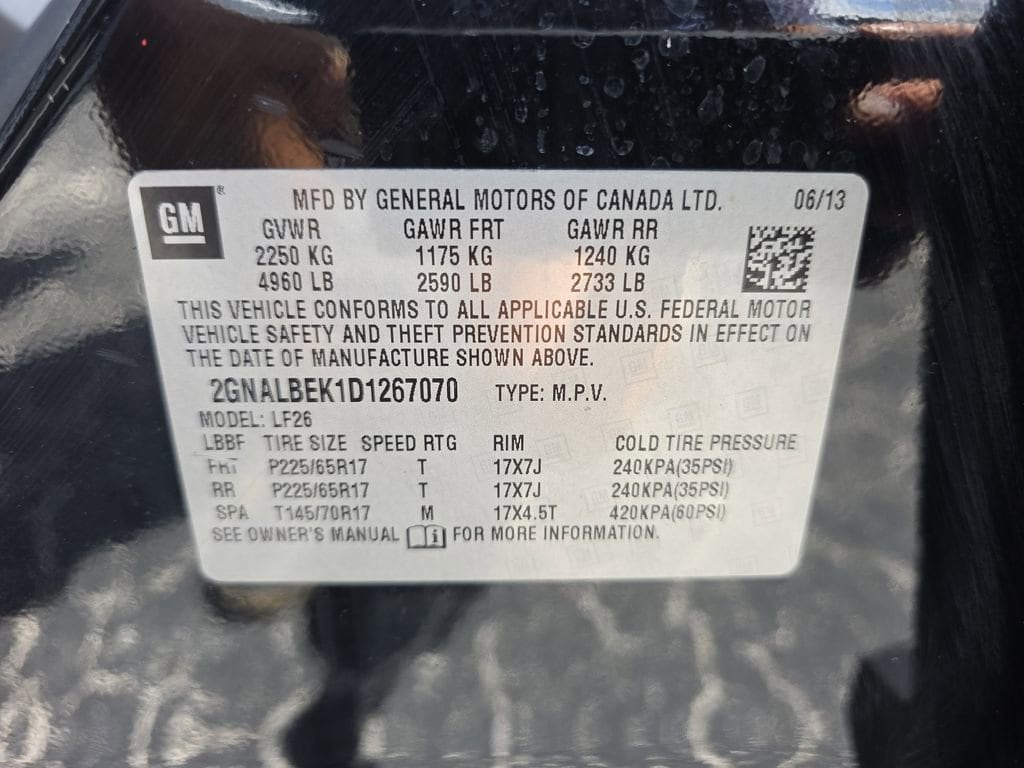 GM ® MFD BY GENERAL MOTORS OF CANADA LTD. 06/13
GVWR GAWR FRT GAWR RR
2250 KG 1175 KG 1240 KG
4960 LB 2590 LB 2733 LB
THIS VEHICLE CONFORMS TO ALL APPLICABLE U.S. FEDERAL MOTOR
VEHICLE SAFETY AND THEFT PREVENTION STANDARDS IN EFFECT ON
THE DATE OF MANUFACTURE SHOWN ABOVE.
2GNALBEK1D1267070 TYPE: M.P.V.
MODEL: LF26
LBBF TIRE SIZE SPEED RTG RIM COLD TIRE PRESSURE
FRT P225/65R17 T 17X7J 240KPA(35PSI)
RR P225/65R17 T 17X7J 240KPA(35PSI)
SPA T145/70R17 M 17X4.5T 420KPA(60PSI)
SEE OWNER'S MANUAL FOR MORE INFORMATION.